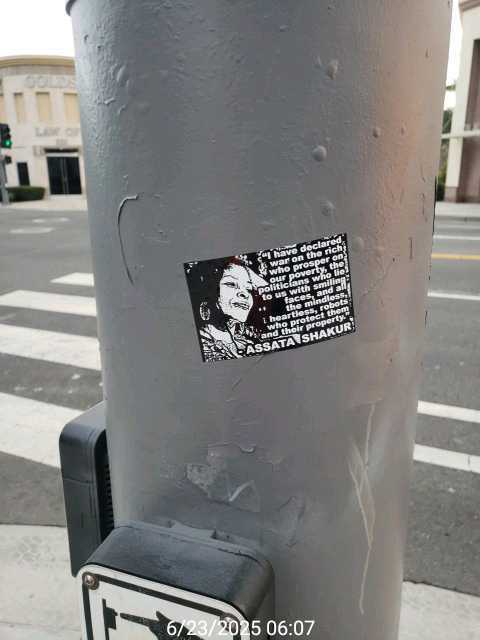 GOLDS
LAW OF
"I have declared
war on the rich
who prosper on
our poverty, the
politicians who lie
to us with smiling
faces, and all
the mindless,
heartless, robots
who protect them
and their property."
ASSATA SHAKUR
6/23/2025 06:07